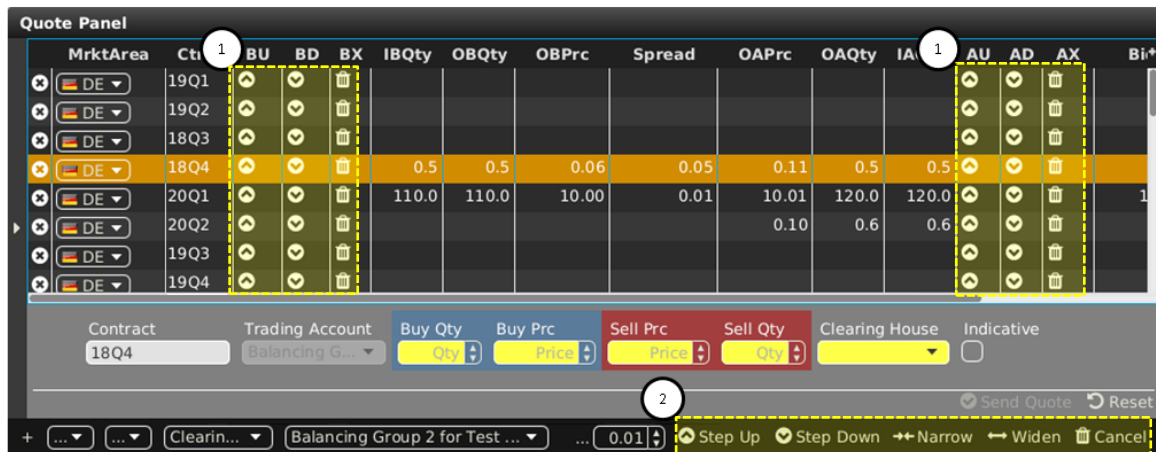 Quote Panel
MrktArea Ctr 1 BU BD BX IBQty OBQty OBPrc Spread OAPrc OAQty IAQ 1 AU AD AX Bi
DE 19Q1
DE 19Q2
DE 18Q3
DE 18Q4 0.5 0.5 0.06 0.05 0.11 0.5 0.5
DE 20Q1 110.0 110.0 10.00 0.01 10.01 120.0 120.0 1
DE 20Q2 0.10 0.6 0.6
DE 19Q3
DE 19Q4
Contract Trading Account Buy Qty Buy Prc Sell Prc Sell Qty Clearing House Indicative
18Q4 Balancing G... Qty Price Price Qty
2
Send Quote Reset
+ ... ... Clearin... Balancing Group 2 for Test ... ... 0.01 Step Up Step Down Narrow Widen Cancel